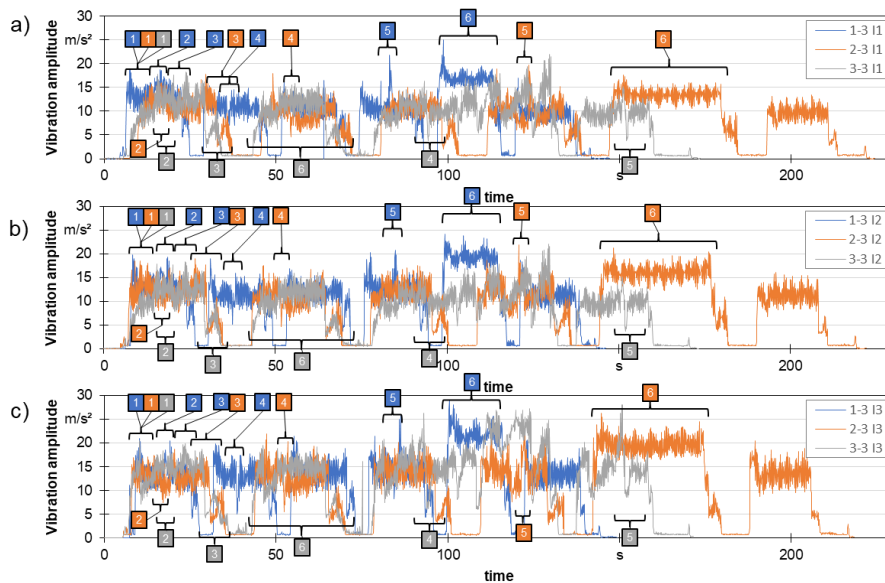 a)
Vibration amplitude
m/s²
30
25
20
15
10
5
0
1 1 1 2 3 3 4 4 5 6 5 6
2 2 3 6 4 5
1-3 I1
2-3 I1
3-3 I1
0 50 100 s 200
time
b)
Vibration amplitude
m/s²
30
25
20
15
10
5
0
1 1 1 2 3 3 4 4 5 6 5 6
2 2 3 6 4 5
1-3 I2
2-3 I2
3-3 I2
0 50 100 s 200
time
c)
Vibration amplitude
m/s²
30
25
20
15
10
5
0
1 1 1 2 3 3 4 4 5 6 6
2 2 3 6 4 5 5
1-3 I3
2-3 I3
3-3 I3
0 50 100 s 200
time